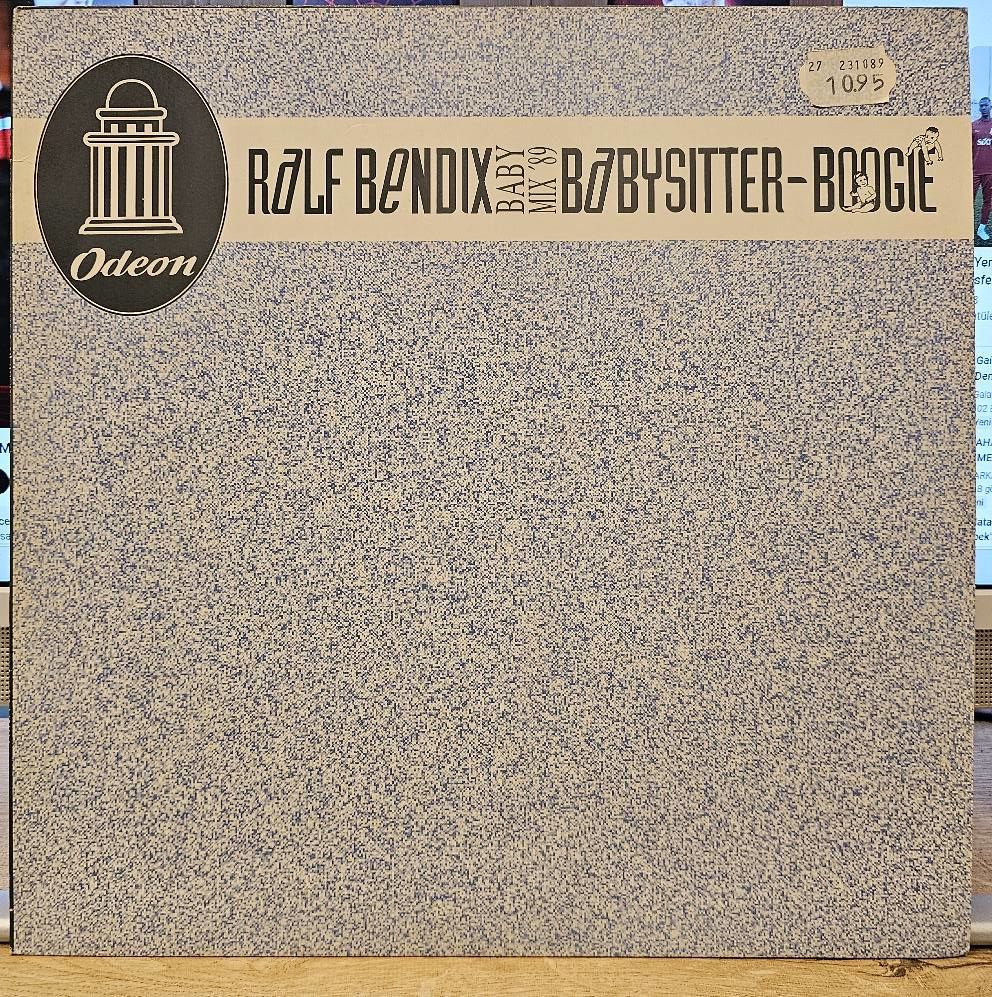 27 231089
10.95
RaLF BeNDIX
BABY
MIX '89
BaBYSITTER-BOOGIE
Odeon